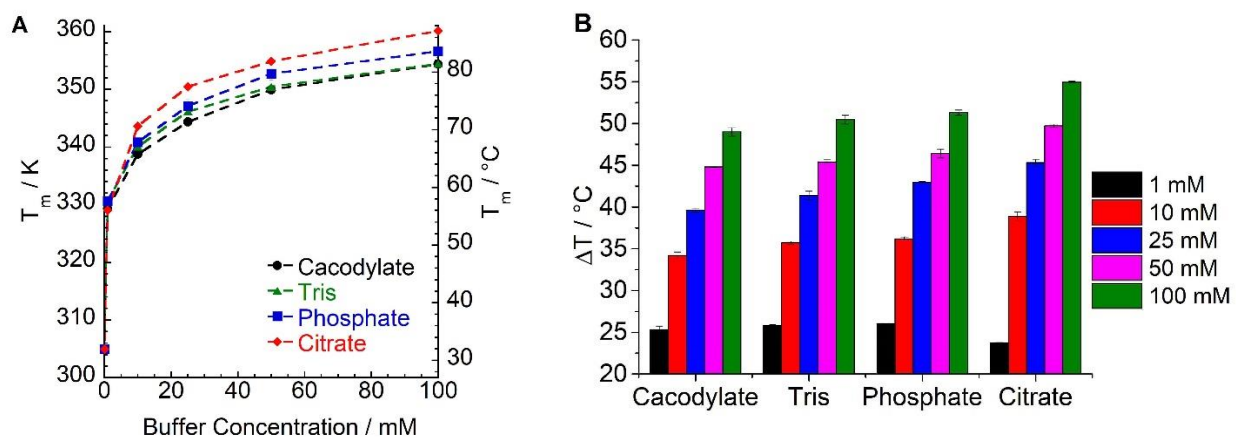 A
360
350
340
330
320
310
300
T_m / K
80
70
60
50
40
30
T_m / °C
Cacodylate
Tris
Phosphate
Citrate
0 20 40 60 80 100
Buffer Concentration / mM
B
55
50
45
40
35
30
25
20
ΔT / °C
1 mM
10 mM
25 mM
50 mM
100 mM
Cacodylate Tris Phosphate Citrate